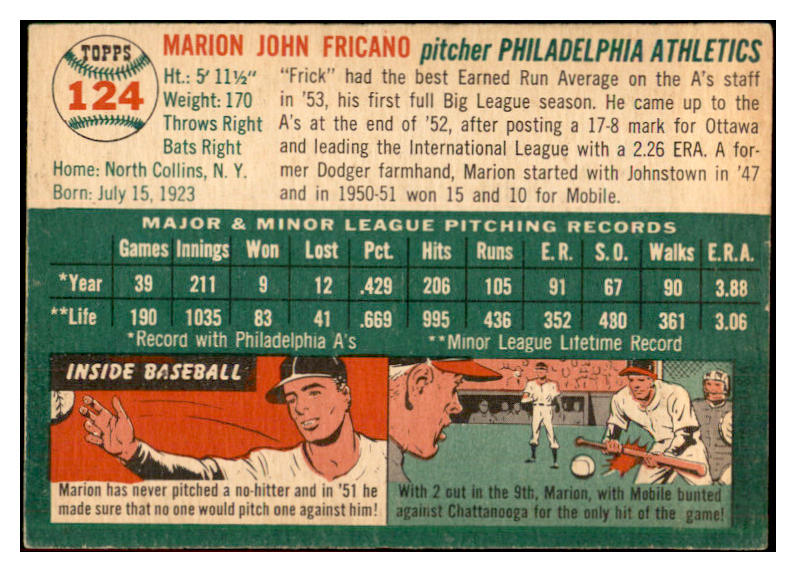 TOPPS
124
MARION JOHN FRICANO pitcher PHILADELPHIA ATHLETICS
Ht.: 5' 11½"
Weight: 170
Throws Right
Bats Right
Home: North Collins, N. Y.
Born: July 15, 1923
"Frick" had the best Earned Run Average on the A's staff
in '53, his first full Big League season. He came up to the
A's at the end of '52, after posting a 17-8 mark for Ottawa
and leading the International League with a 2.26 ERA. A for-
mer Dodger farmhand, Marion started with Johnstown in '47
and in 1950-51 won 15 and 10 for Mobile.
MAJOR & MINOR LEAGUE PITCHING RECORDS
Games Innings Won Lost Pct. Hits Runs E.R. S.O. Walks E.R.A.
*Year 39 211 9 12 .429 206 105 91 67 90 3.88
**Life 190 1035 83 41 .669 995 436 352 480 361 3.06
*Record with Philadelphia A's **Minor League Lifetime Record
INSIDE BASEBALL
Marion has never pitched a no-hitter and in '51 he
made sure that no one would pitch one against him!
With 2 out in the 9th, Marion, with Mobile bunted
against Chattanooga for the only hit of the game!